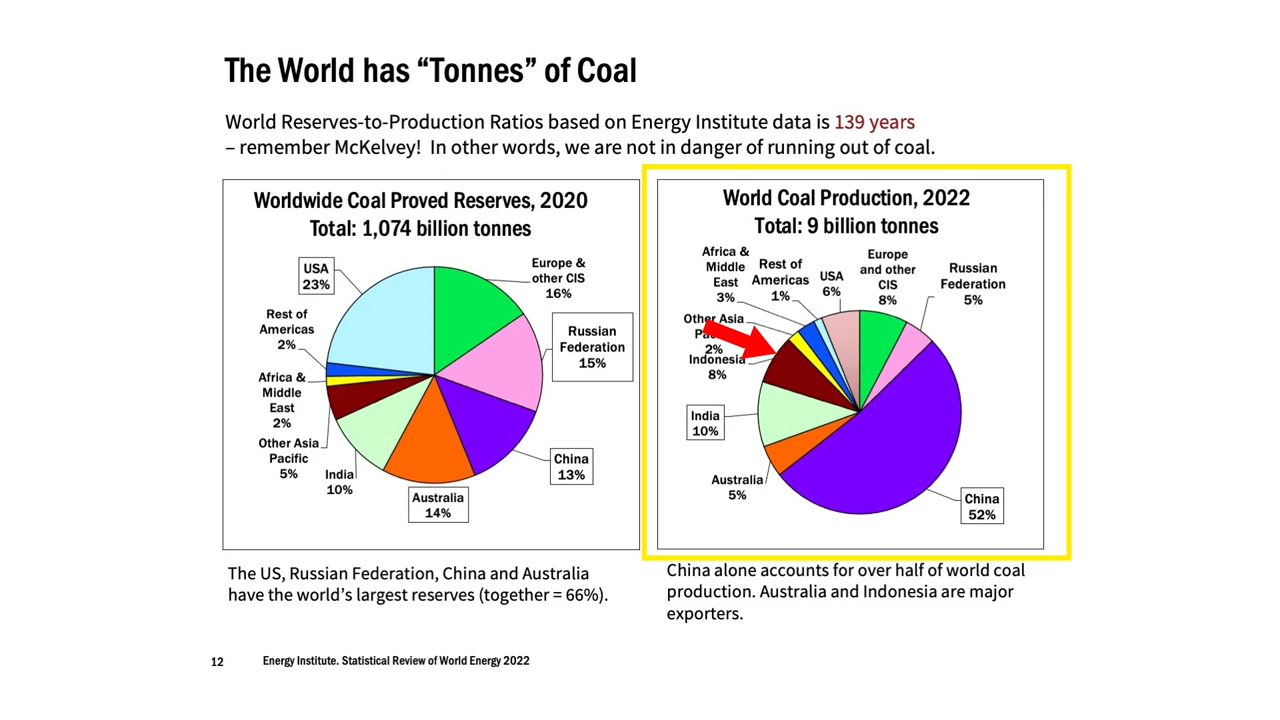 The World has “Tonnes” of Coal
World Reserves-to-Production Ratios based on Energy Institute data is 139 years
– remember McKelvey! In other words, we are not in danger of running out of coal.
Worldwide Coal Proved Reserves, 2020
Total: 1,074 billion tonnes
USA
23%
Europe &
other CIS
16%
Rest of
Americas
2%
Russian
Federation
15%
Africa &
Middle
East
2%
Other Asia
Pacific
5%
India
10%
Australia
14%
China
13%
World Coal Production, 2022
Total: 9 billion tonnes
Africa &
Middle
East
3%
Rest of
Americas
1%
USA
6%
Europe
and other
CIS
8%
Russian
Federation
5%
Other Asia
2%
Indonesia
8%
India
10%
Australia
5%
China
52%
The US, Russian Federation, China and Australia
have the world’s largest reserves (together = 66%).
China alone accounts for over half of world coal
production. Australia and Indonesia are major
exporters.
12
Energy Institute. Statistical Review of World Energy 2022